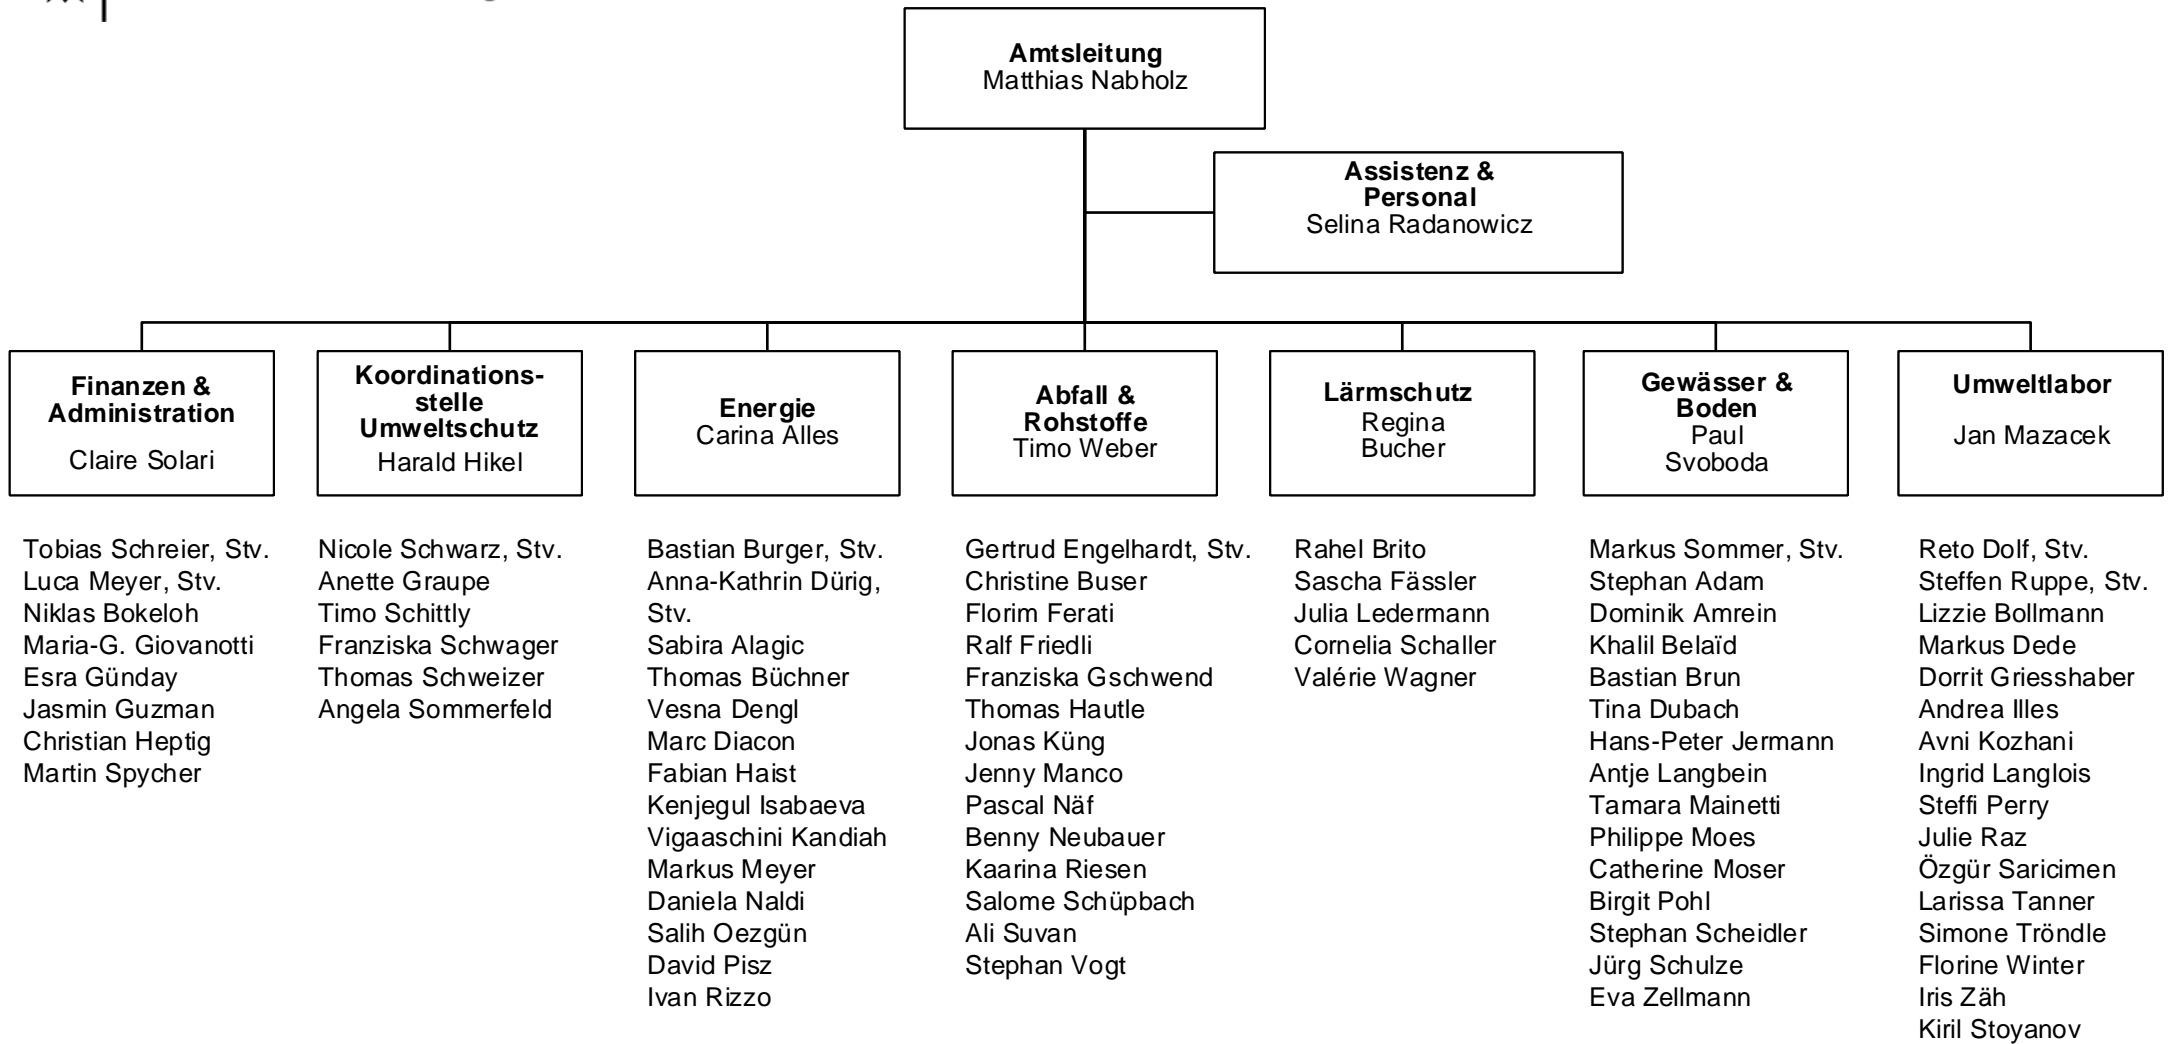 Amtsleitung
Matthias Nabholz
Assistenz &
Personal
Selina Radanowicz
Finanzen &
Administration
Claire Solari
Koordinations-
stelle
Umweltschutz
Harald Hikel
Energie
Carina Alles
Abfall &
Rohstoffe
Timo Weber
Lärmschutz
Regina
Bucher
Gewässer &
Boden
Paul
Svoboda
Umweltlabor
Jan Mazacek
Tobias Schreier, Stv.
Luca Meyer, Stv.
Niklas Bokeloh
Maria-G. Giovanotti
Esra Günday
Jasmin Guzman
Christian Heptig
Martin Spycher
Nicole Schwarz, Stv.
Anette Graupe
Timo Schittly
Franziska Schwager
Thomas Schweizer
Angela Sommerfeld
Bastian Burger, Stv.
Anna-Kathrin Dürig,
Stv.
Sabira Alagic
Thomas Büchner
Vesna Dengl
Marc Diacon
Fabian Haist
Kenjegul Isabaeva
Vigaaschini Kandiah
Markus Meyer
Daniela Naldi
Salih Oezgün
David Pisz
Ivan Rizzo
Gertrud Engelhardt, Stv.
Christine Buser
Florim Ferati
Ralf Friedli
Franziska Gschwend
Thomas Hautle
Jonas Küng
Jenny Manco
Pascal Näf
Benny Neubauer
Kaarina Riesen
Salome Schüpbach
Ali Suvan
Stephan Vogt
Rahel Brito
Sascha Fässler
Julia Ledermann
Cornelia Schaller
Valérie Wagner
Markus Sommer, Stv.
Stephan Adam
Dominik Amrein
Khalil Belaïd
Bastian Brun
Tina Dubach
Hans-Peter Jermann
Antje Langbein
Tamara Mainetti
Philippe Moes
Catherine Moser
Birgit Pohl
Stephan Scheidler
Jürg Schulze
Eva Zellmann
Reto Dolf, Stv.
Steffen Ruppe, Stv.
Lizzie Bollmann
Markus Dede
Dorrit Griesshaber
Andrea Illes
Avni Kozhani
Ingrid Langlois
Steffi Perry
Julie Raz
Özgür Saricimen
Larissa Tanner
Simone Tröndle
Florine Winter
Iris Zäh
Kiril Stoyanov